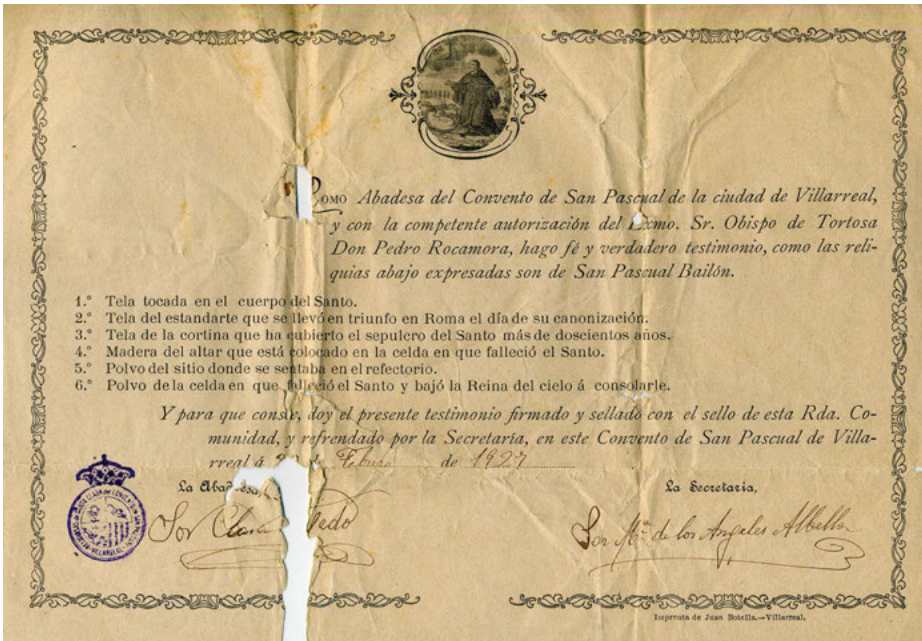 COMO Abadesa del Convento de San Pascual de la ciudad de Villarreal,
y con la competente autorización del Exmo. Sr. Obispo de Tortosa
Don Pedro Rocamora, hago fé y verdadero testimonio, como las reli-
quias abajo expresadas son de San Pascual Bailón.
1.º Tela tocada en el cuerpo del Santo.
2.º Tela del estandarte que se llevó en triunfo en Roma el día de su canonización.
3.º Tela de la cortina que ha cubierto el sepulcro del Santo más de doscientos años.
4.º Madera del altar que está colocado en la celda en que falleció el Santo.
5.º Polvo del sitio donde se sentaba en el refectorio.
6.º Polvo de la celda en que falleció el Santo y bajó la Reina del cielo á consolarle.
Y para que conste, doy el presente testimonio firmado y sellado con el sello de esta Rda. Co-
munidad, y refrendado por la Secretaría, en este Convento de San Pascual de Villa-
rreal á de de 1927
La Abadesa, La Secretaria,
Sor Sor Mª de los Angeles Albella
Imprenta de Juan Botella.—Villarreal.